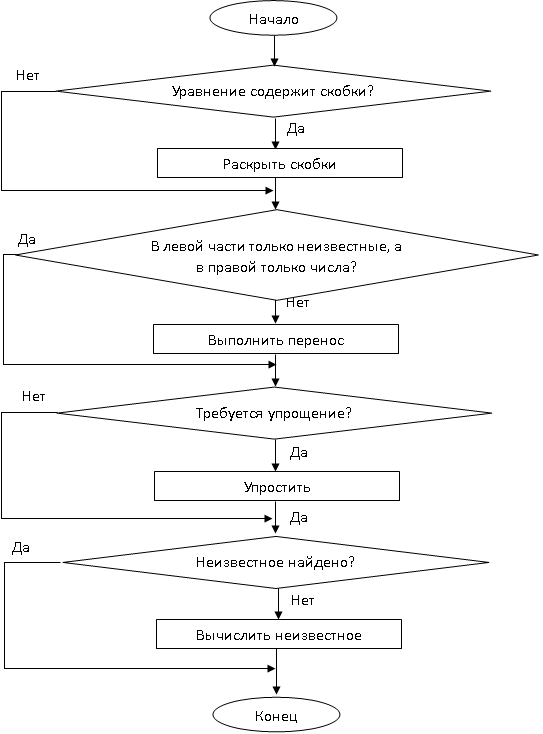 Начало
Нет
Уравнение содержит скобки?
Да
Раскрыть скобки
Да
В левой части только неизвестные, а
в правой только числа?
Нет
Выполнить перенос
Нет
Требуется упрощение?
Да
Упростить
Да
Да
Неизвестное найдено?
Нет
Вычислить неизвестное
Конец